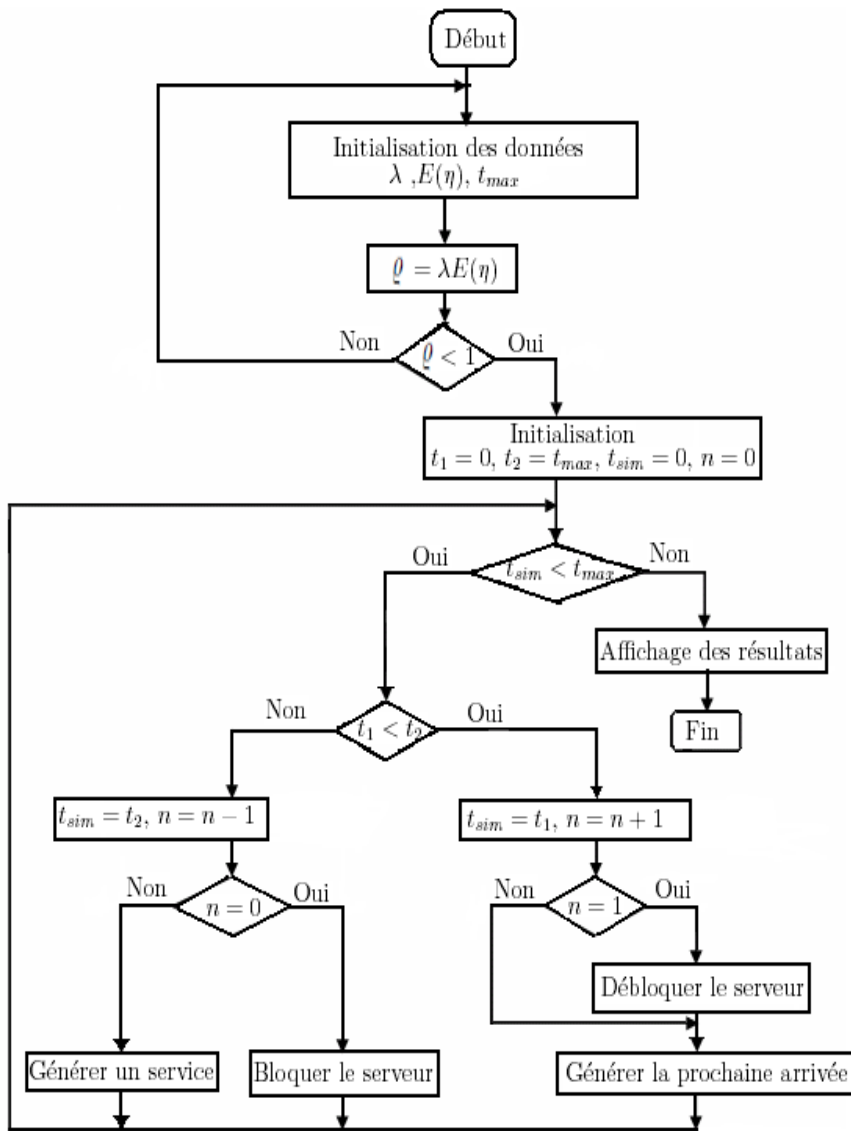 Début
Initialisation des données
λ ,E(η), t_max
ϱ = λE(η)
Non
Oui
ϱ < 1
Initialisation
t_1 = 0, t_2 = t_max, t_sim = 0, n = 0
Oui
Non
t_sim < t_max
Affichage des résultats
Non
Oui
t_1 < t_2
Fin
t_sim = t_2, n = n − 1
t_sim = t_1, n = n + 1
Non
Oui
Non
Oui
n = 0
n = 1
Débloquer le serveur
Générer un service
Bloquer le serveur
Générer la prochaine arrivée